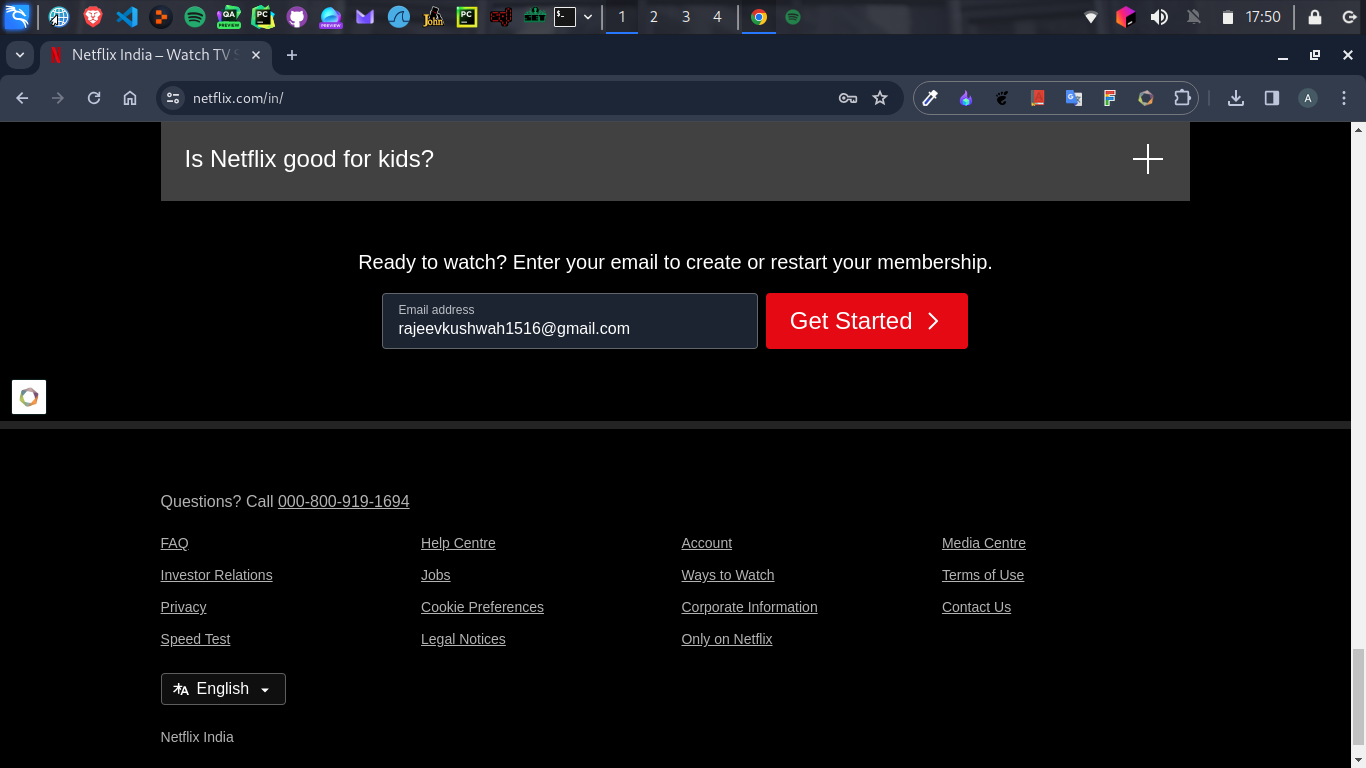 1 2 3 4 17:50
Netflix India – Watch TV S
netflix.com/in/
A
Is Netflix good for kids?
Ready to watch? Enter your email to create or restart your membership.
Email address
rajeevkushwah1516@gmail.com
Get Started
Questions? Call 000-800-919-1694
FAQ Help Centre Account Media Centre
Investor Relations Jobs Ways to Watch Terms of Use
Privacy Cookie Preferences Corporate Information Contact Us
Speed Test Legal Notices Only on Netflix
English
Netflix India